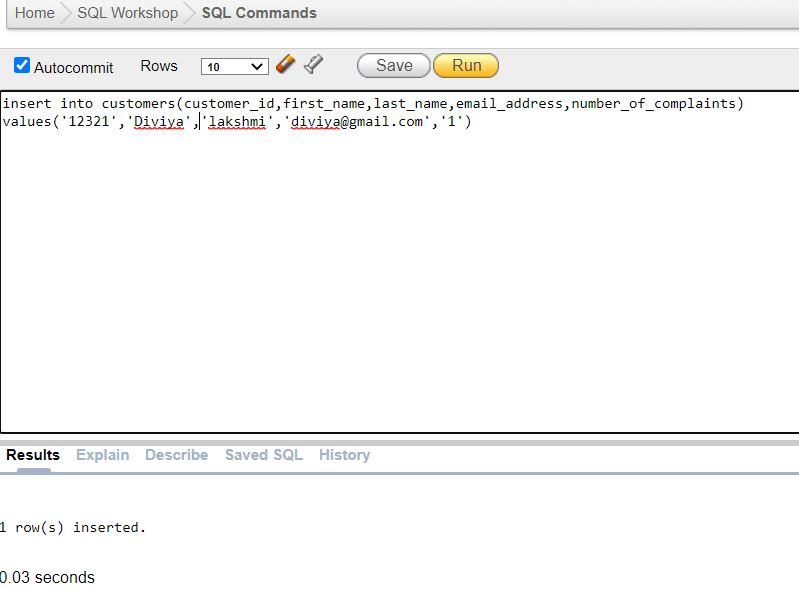 Home SQL Workshop SQL Commands
Autocommit Rows 10 Save Run
insert into customers(customer_id,first_name,last_name,email_address,number_of_complaints)
values('12321','Diviya','lakshmi','diviya@gmail.com','1')
Results Explain Describe Saved SQL History
1 row(s) inserted.
0.03 seconds